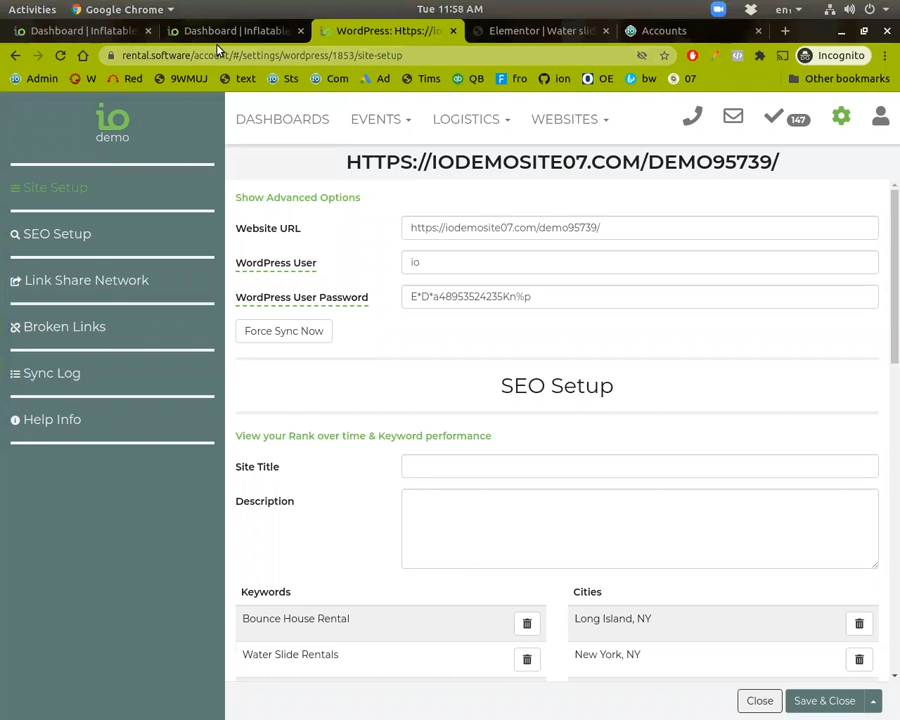 Activities Google Chrome Tue 11:58 AM en₁
Dashboard | Inflatable Dashboard | Inflatable WordPress: Https://io Elementor | Water slid Accounts
rental.software/account/#/settings/wordpress/1853/site-setup Incognito
Admin W Red 9WMUJ text Sts Com Ad Tims QB fro ion OE bw 07 Other bookmarks
io
demo
DASHBOARDS EVENTS LOGISTICS WEBSITES 147
HTTPS://IODEMOSITE07.COM/DEMO95739/
Site Setup
SEO Setup
Link Share Network
Broken Links
Sync Log
Help Info
Show Advanced Options
Website URL https://iodemosite07.com/demo95739/
WordPress User io
WordPress User Password E*D*a48953524235Kn%p
Force Sync Now
SEO Setup
View your Rank over time & Keyword performance
Site Title
Description
Keywords Cities
Bounce House Rental Long Island, NY
Water Slide Rentals New York, NY
Close Save & Close